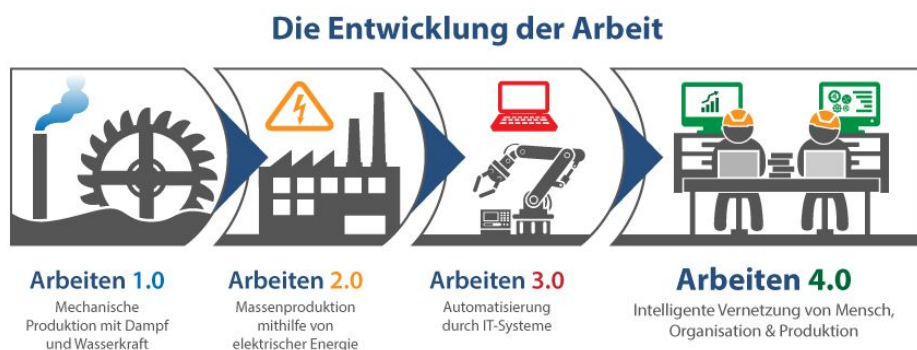 Die Entwicklung der Arbeit
Arbeiten 1.0
Mechanische
Produktion mit Dampf
und Wasserkraft
Arbeiten 2.0
Massenproduktion
mithilfe von
elektrischer Energie
Arbeiten 3.0
Automatisierung
durch IT-Systeme
Arbeiten 4.0
Intelligente Vernetzung von Mensch,
Organisation & Produktion